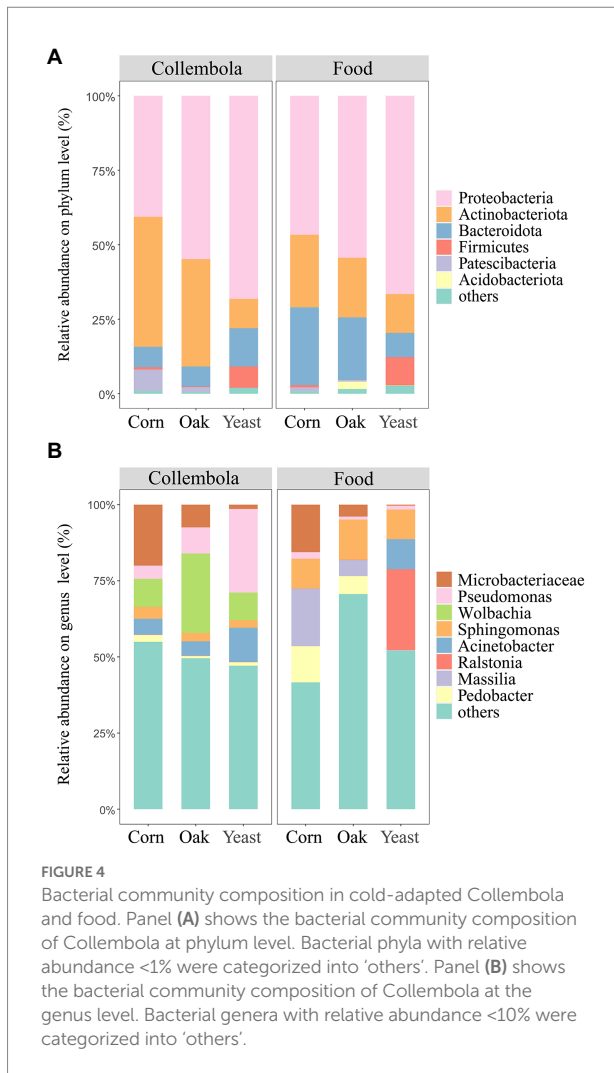 A
Collembola
Food
Relative abundance on phylum level (%)
100%
75%
50%
25%
0%
Corn Oak Yeast
Corn Oak Yeast
Proteobacteria
Actinobacteriota
Bacteroidota
Firmicutes
Patescibacteria
Acidobacteriota
others
B
Collembola
Food
Relative abundance on genus level (%)
100%
75%
50%
25%
0%
Corn Oak Yeast
Corn Oak Yeast
Microbacteriaceae
Pseudomonas
Wolbachia
Sphingomonas
Acinetobacter
Ralstonia
Massilia
Pedobacter
others
FIGURE 4
Bacterial community composition in cold-adapted Collembola
and food. Panel (A) shows the bacterial community composition
of Collembola at phylum level. Bacterial phyla with relative
abundance <1% were categorized into ‘others’. Panel (B) shows
the bacterial community composition of Collembola at the
genus level. Bacterial genera with relative abundance <10% were
categorized into ‘others’.